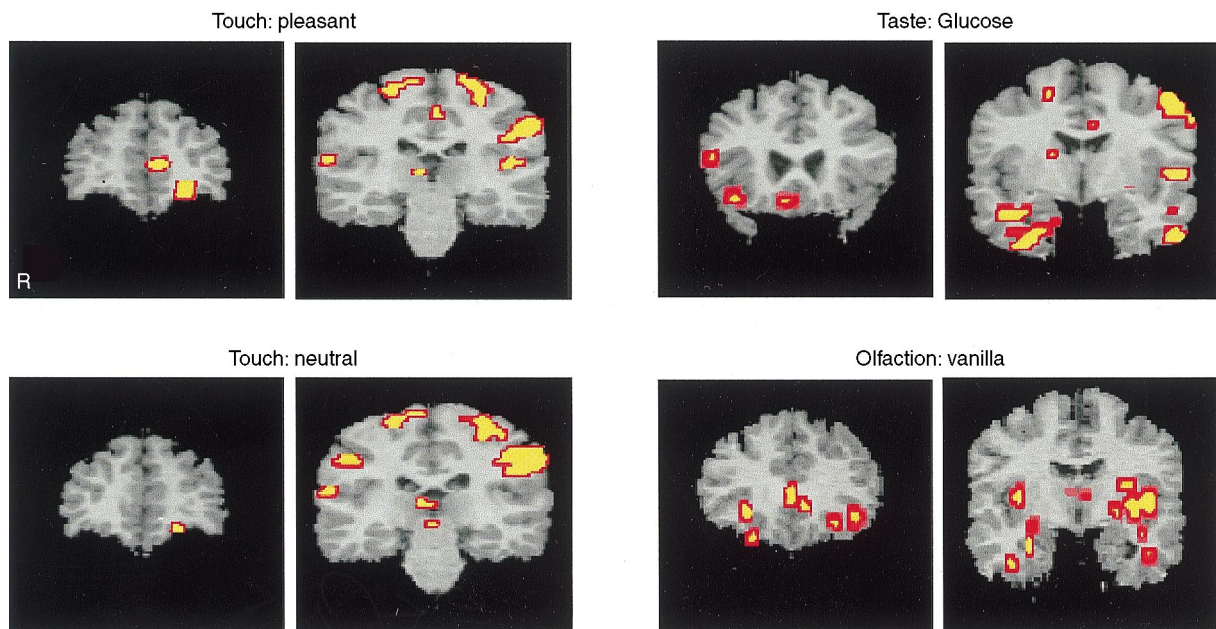 Touch: pleasant
Taste: Glucose
R
Touch: neutral
Olfaction: vanilla